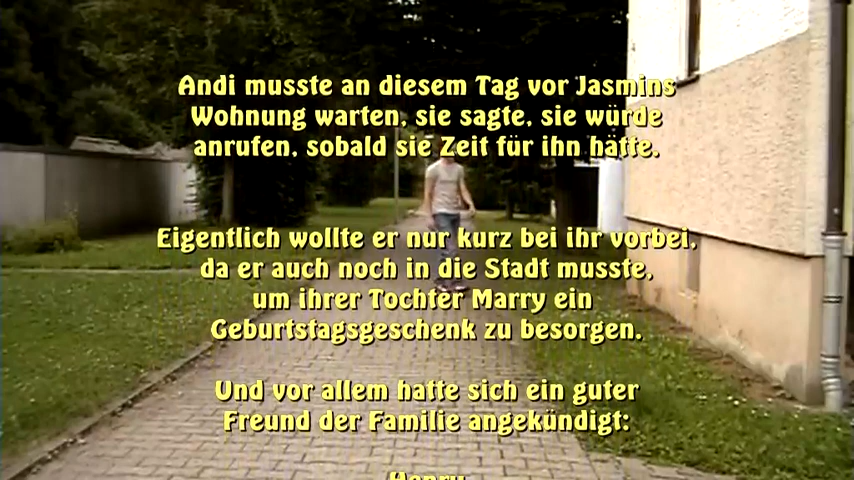 Andi musste an diesem Tag vor Jasmins
Wohnung warten, sie sagte, sie würde
anrufen, sobald sie Zeit für ihn hätte.
Eigentlich wollte er nur kurz bei ihr vorbei,
da er auch noch in die Stadt musste,
um ihrer Tochter Marry ein
Geburtstagsgeschenk zu besorgen.
Und vor allem hatte sich ein guter
Freund der Familie angekündigt:
Henry